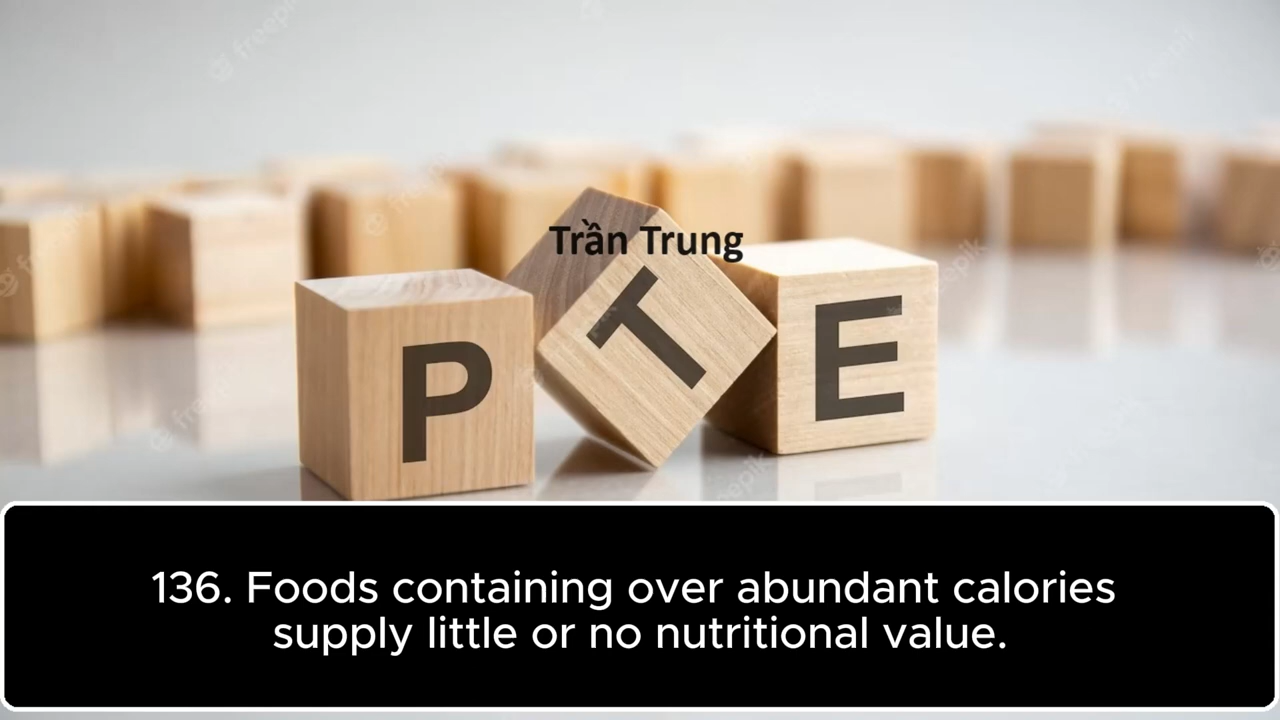 Trần Trung
P T E
136. Foods containing over abundant calories
supply little or no nutritional value.